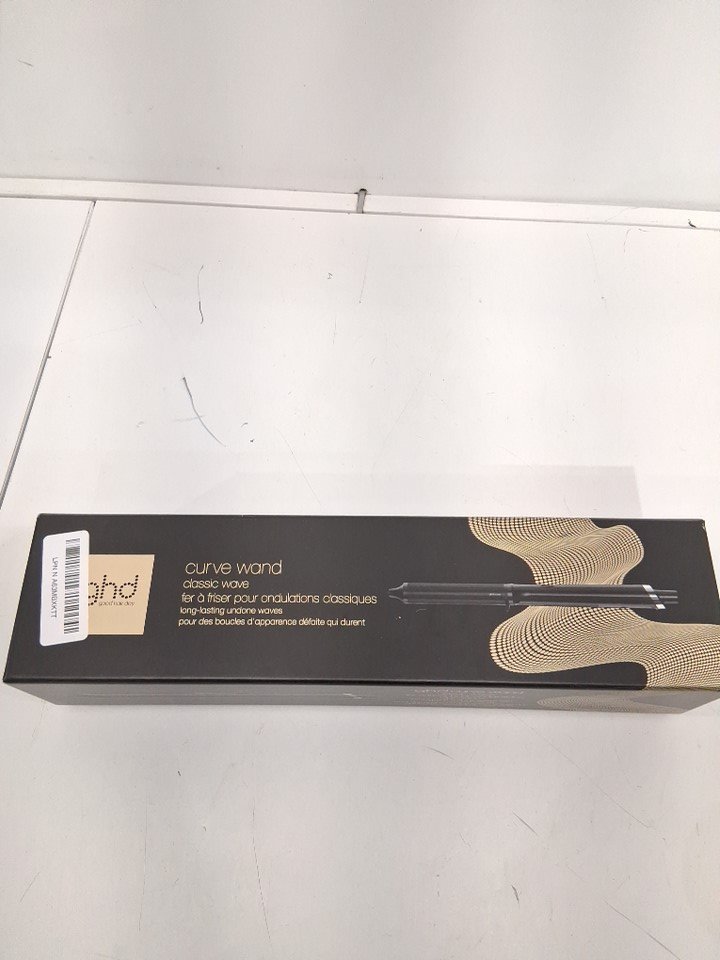 ghd
good hair day
curve wand
classic wave
fer à friser pour ondulations classiques
long-lasting undone waves
pour des boucles d'apparence défaite qui durent